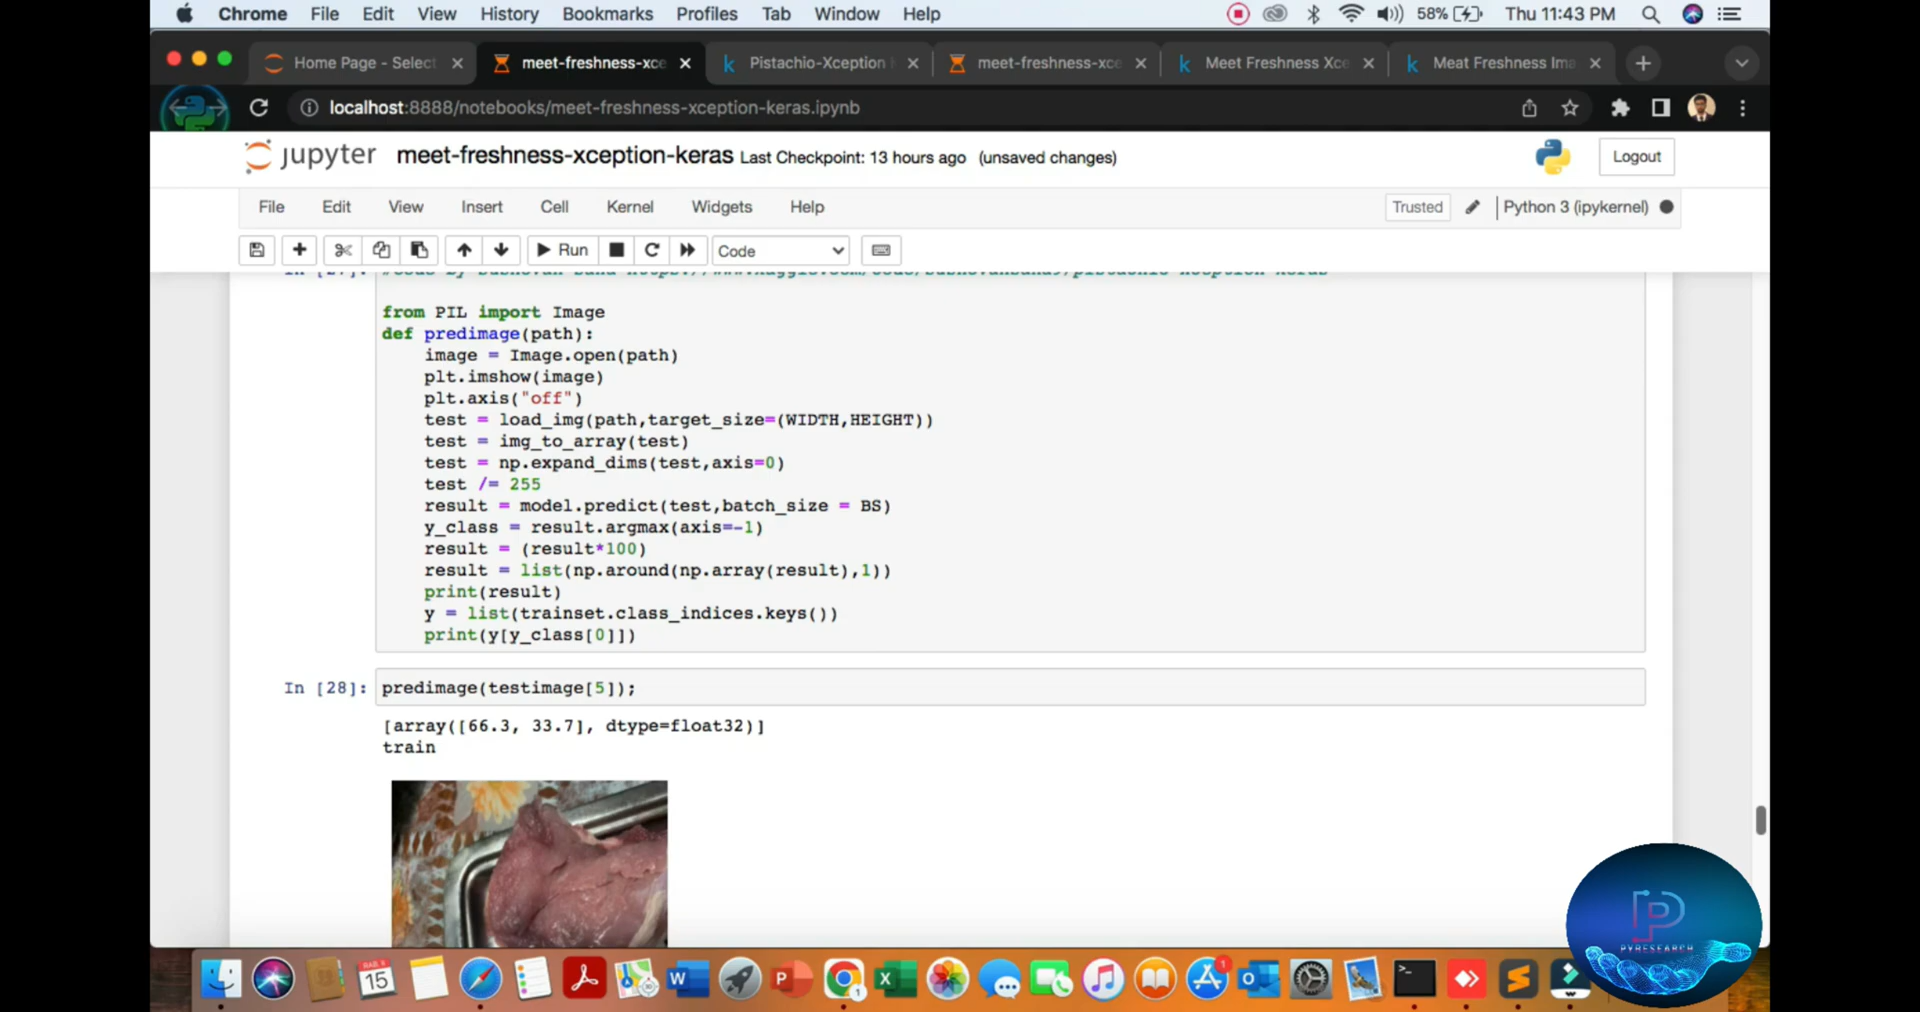 Chrome File Edit View History Bookmarks Profiles Tab Window Help 58% Thu 11:43 PM
Home Page - Select meet-freshness-xce Pistachio-Xception meet-freshness-xce Meet Freshness Xce Meat Freshness Ima
localhost:8888/notebooks/meet-freshness-xception-keras.ipynb
jupyter meet-freshness-xception-keras Last Checkpoint: 13 hours ago (unsaved changes) Logout
File Edit View Insert Cell Kernel Widgets Help Trusted Python 3 (ipykernel)
Run Code
from PIL import Image
def predimage(path):
image = Image.open(path)
plt.imshow(image)
plt.axis("off")
test = load_img(path,target_size=(WIDTH,HEIGHT))
test = img_to_array(test)
test = np.expand_dims(test,axis=0)
test /= 255
result = model.predict(test,batch_size = BS)
y_class = result.argmax(axis=-1)
result = (result*100)
result = list(np.around(np.array(result),1))
print(result)
y = list(trainset.class_indices.keys())
print(y[y_class[0]])
In [28]: predimage(testimage[5]);
[array([66.3, 33.7], dtype=float32)]
train
PYRESEARCH
15